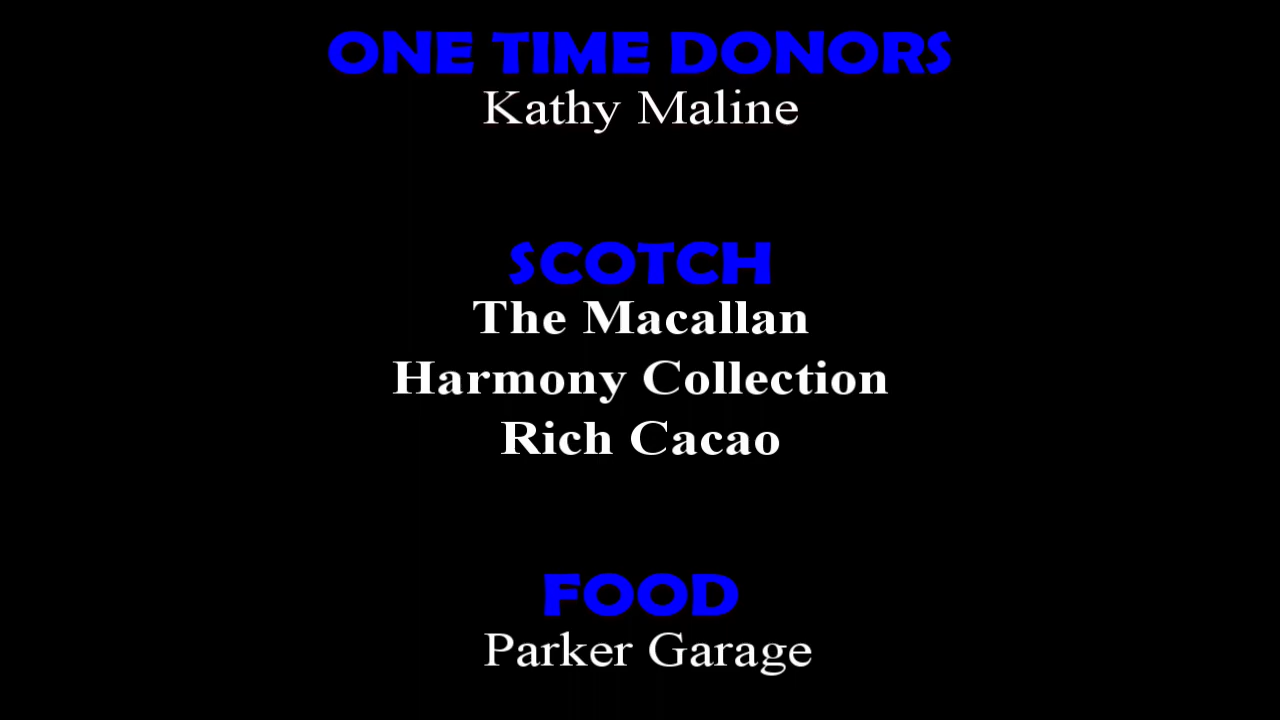 ONE TIME DONORS
Kathy Maline
SCOTCH
The Macallan
Harmony Collection
Rich Cacao
FOOD
Parker Garage